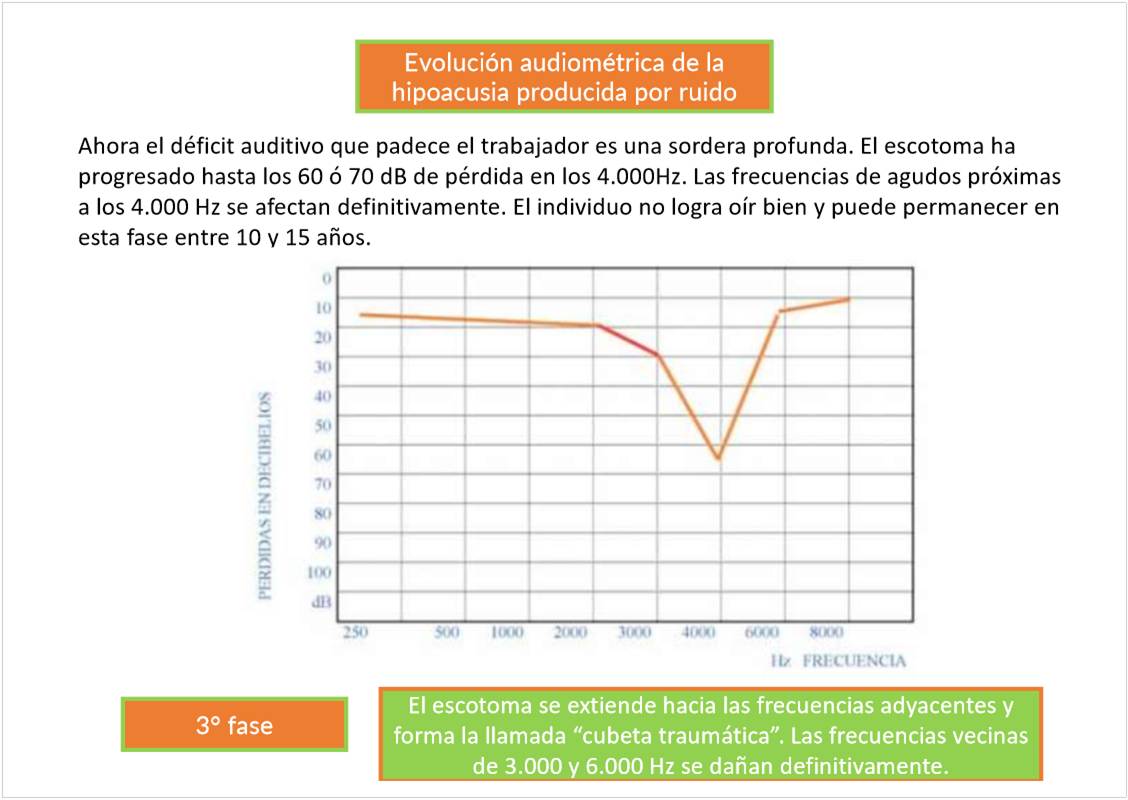 Evolución audiométrica de la
hipoacusia producida por ruido
Ahora el déficit auditivo que padece el trabajador es una sordera profunda. El escotoma ha
progresado hasta los 60 ó 70 dB de pérdida en los 4.000Hz. Las frecuencias de agudos próximas
a los 4.000 Hz se afectan definitivamente. El individuo no logra oír bien y puede permanecer en
esta fase entre 10 y 15 años.
PERDIDAS EN DECIBELIOS
0
10
20
30
40
50
60
70
80
90
100
dB
250 500 1000 2000 3000 4000 6000 8000
Hz FRECUENCIA
3° fase
El escotoma se extiende hacia las frecuencias adyacentes y
forma la llamada “cubeta traumática”. Las frecuencias vecinas
de 3.000 y 6.000 Hz se dañan definitivamente.